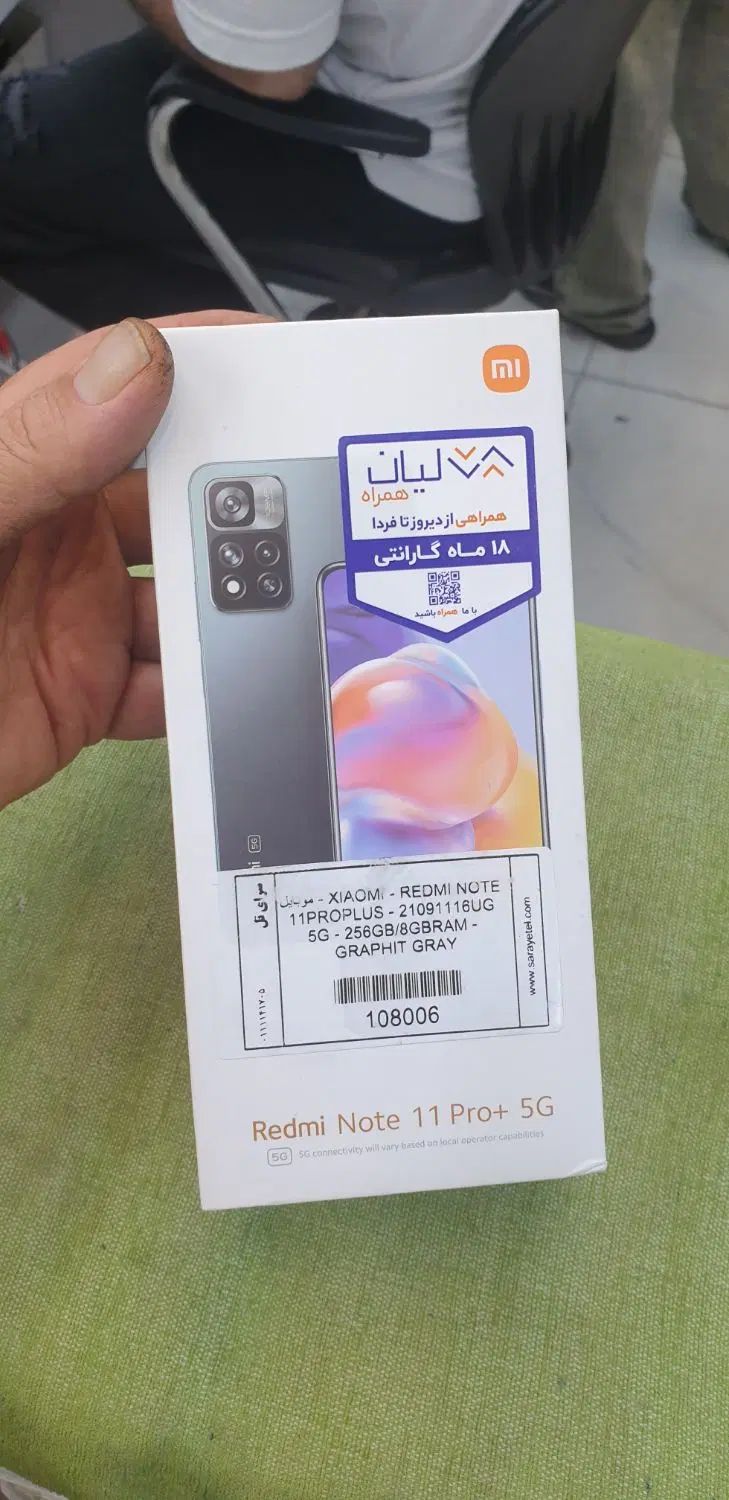 mi
لیان
همراه
همراهی از دیروز تا فردا
۱۸ ماه گارانتی
با ما همراه باشید
5G
سرای تل
موبایل - XIAOMI - REDMI NOTE
11PROPLUS - 21091116UG
5G - 256GB/8GBRAM -
GRAPHIT GRAY
108006
www.sarayetel.com
Redmi Note 11 Pro+ 5G
5G 5G connectivity will vary based on local operator capabilities